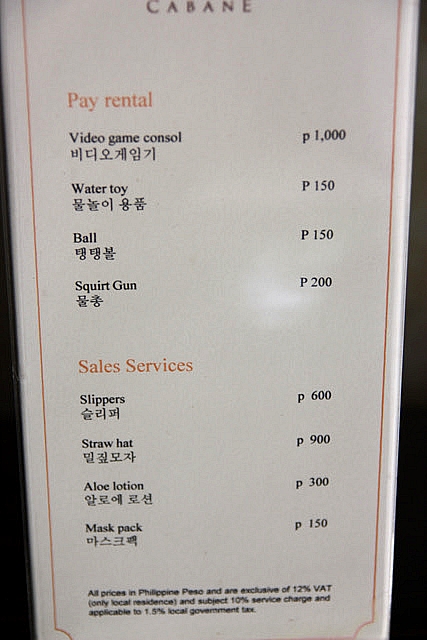 CABANE
Pay rental
Video game consol p 1,000
비디오게임기
Water toy P 150
물놀이 용품
Ball P 150
탱탱볼
Squirt Gun P 200
물총
Sales Services
Slippers p 600
슬리퍼
Straw hat p 900
밀짚모자
Aloe lotion p 300
알로에 로션
Mask pack p 150
마스크팩
All prices in Philippine Peso and are exclusive of 12% VAT
(only local residence) and subject 10% service charge and
applicable to 1.5% local government tax.